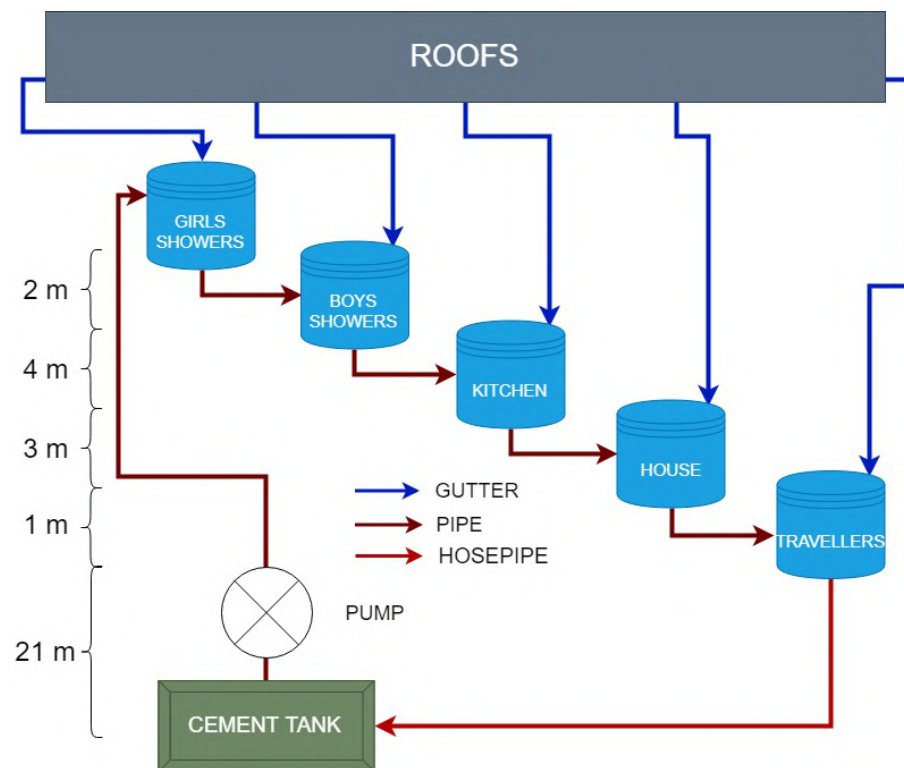 ROOFS
GIRLS
SHOWERS
2 m
BOYS
SHOWERS
4 m
KITCHEN
3 m
HOUSE
GUTTER
1 m
PIPE
TRAVELLERS
HOSEPIPE
PUMP
21 m
CEMENT TANK